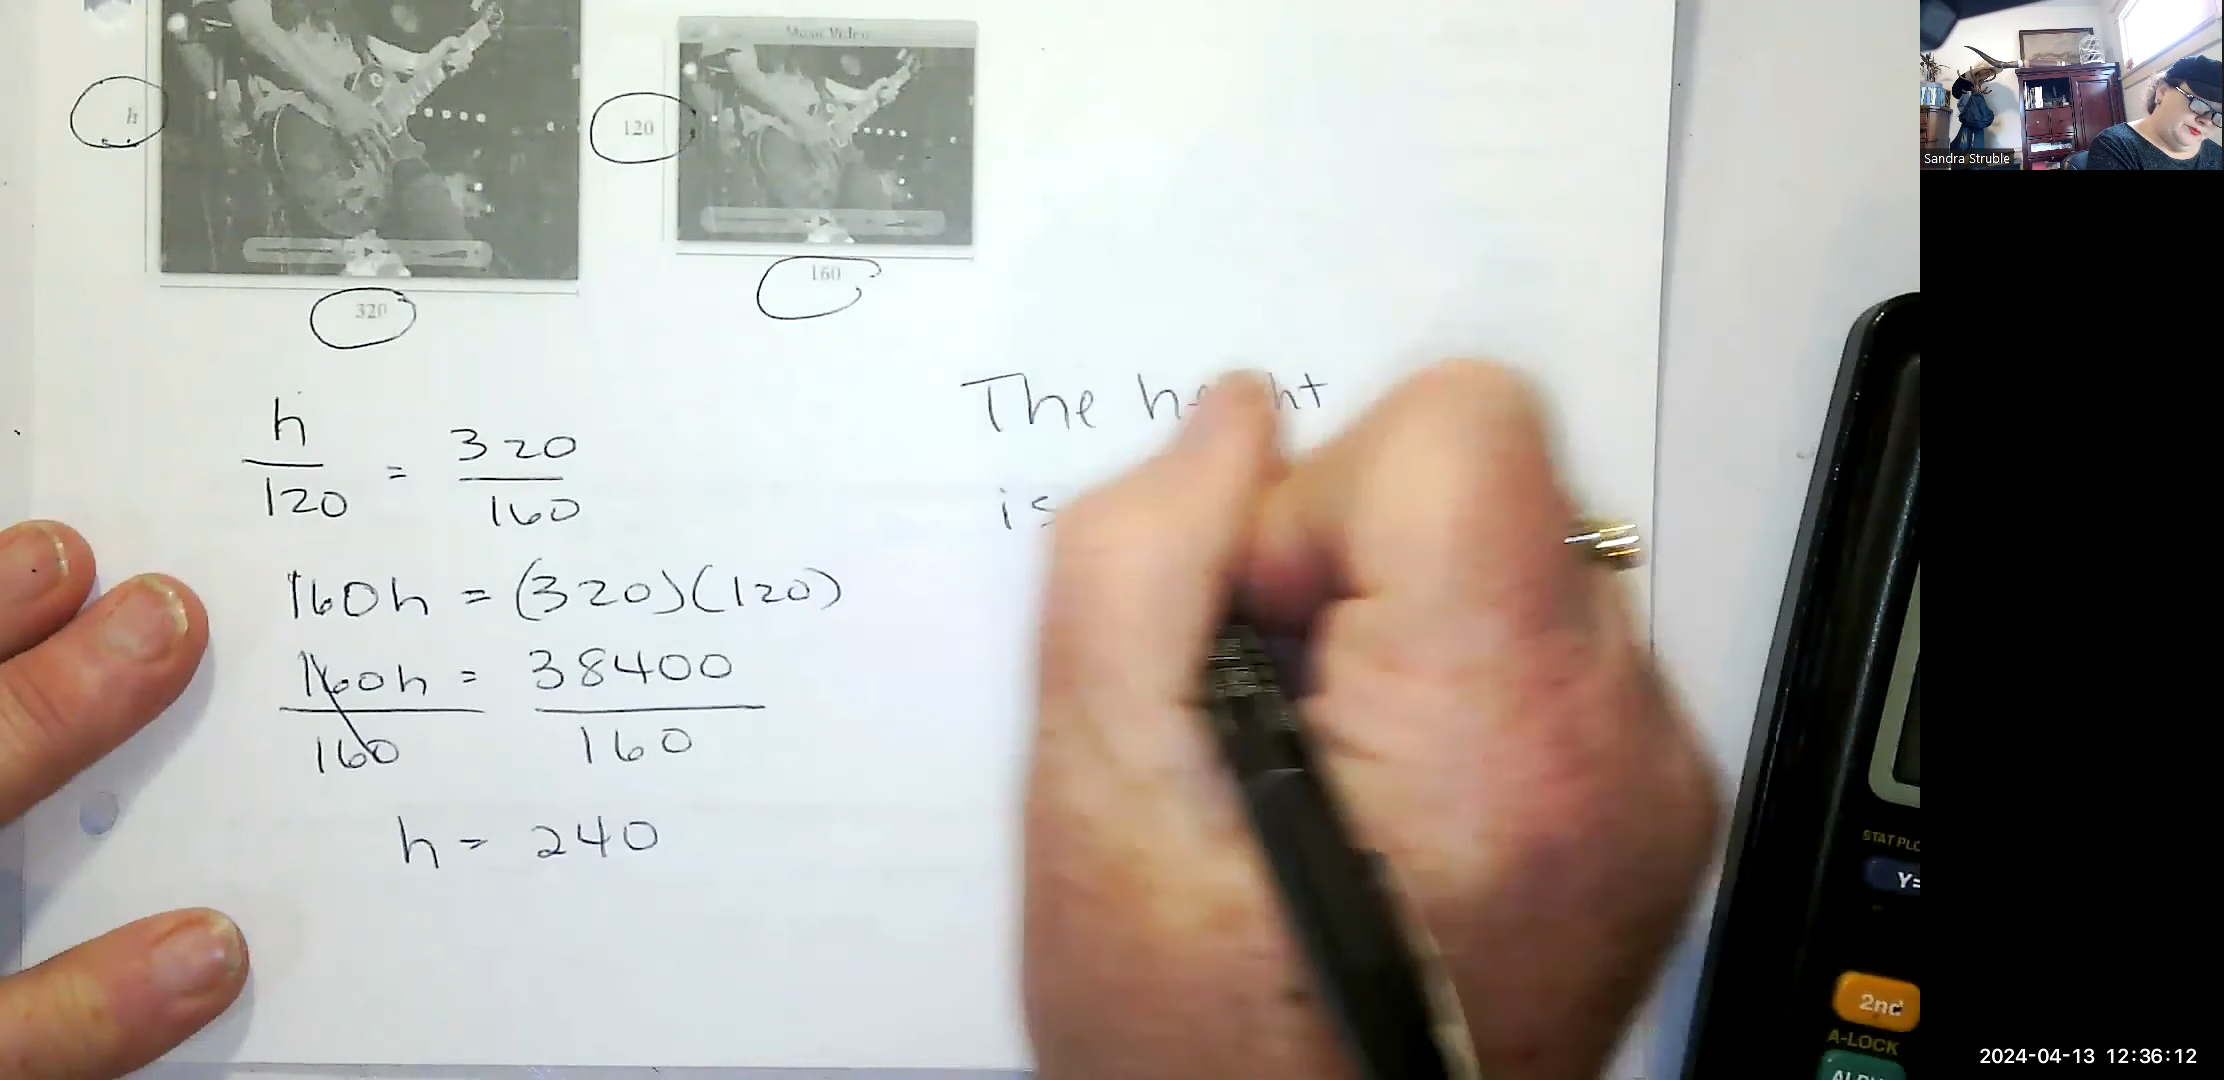 Music Video
h
120
160
320
The ht
is
h
120
=
320
160
160h = (320)(120)
160h = 38400
160 160
h = 240
Sandra Struble
STAT PLO
Y=
2nd
A-LOCK
2024-04-13 12:36:12